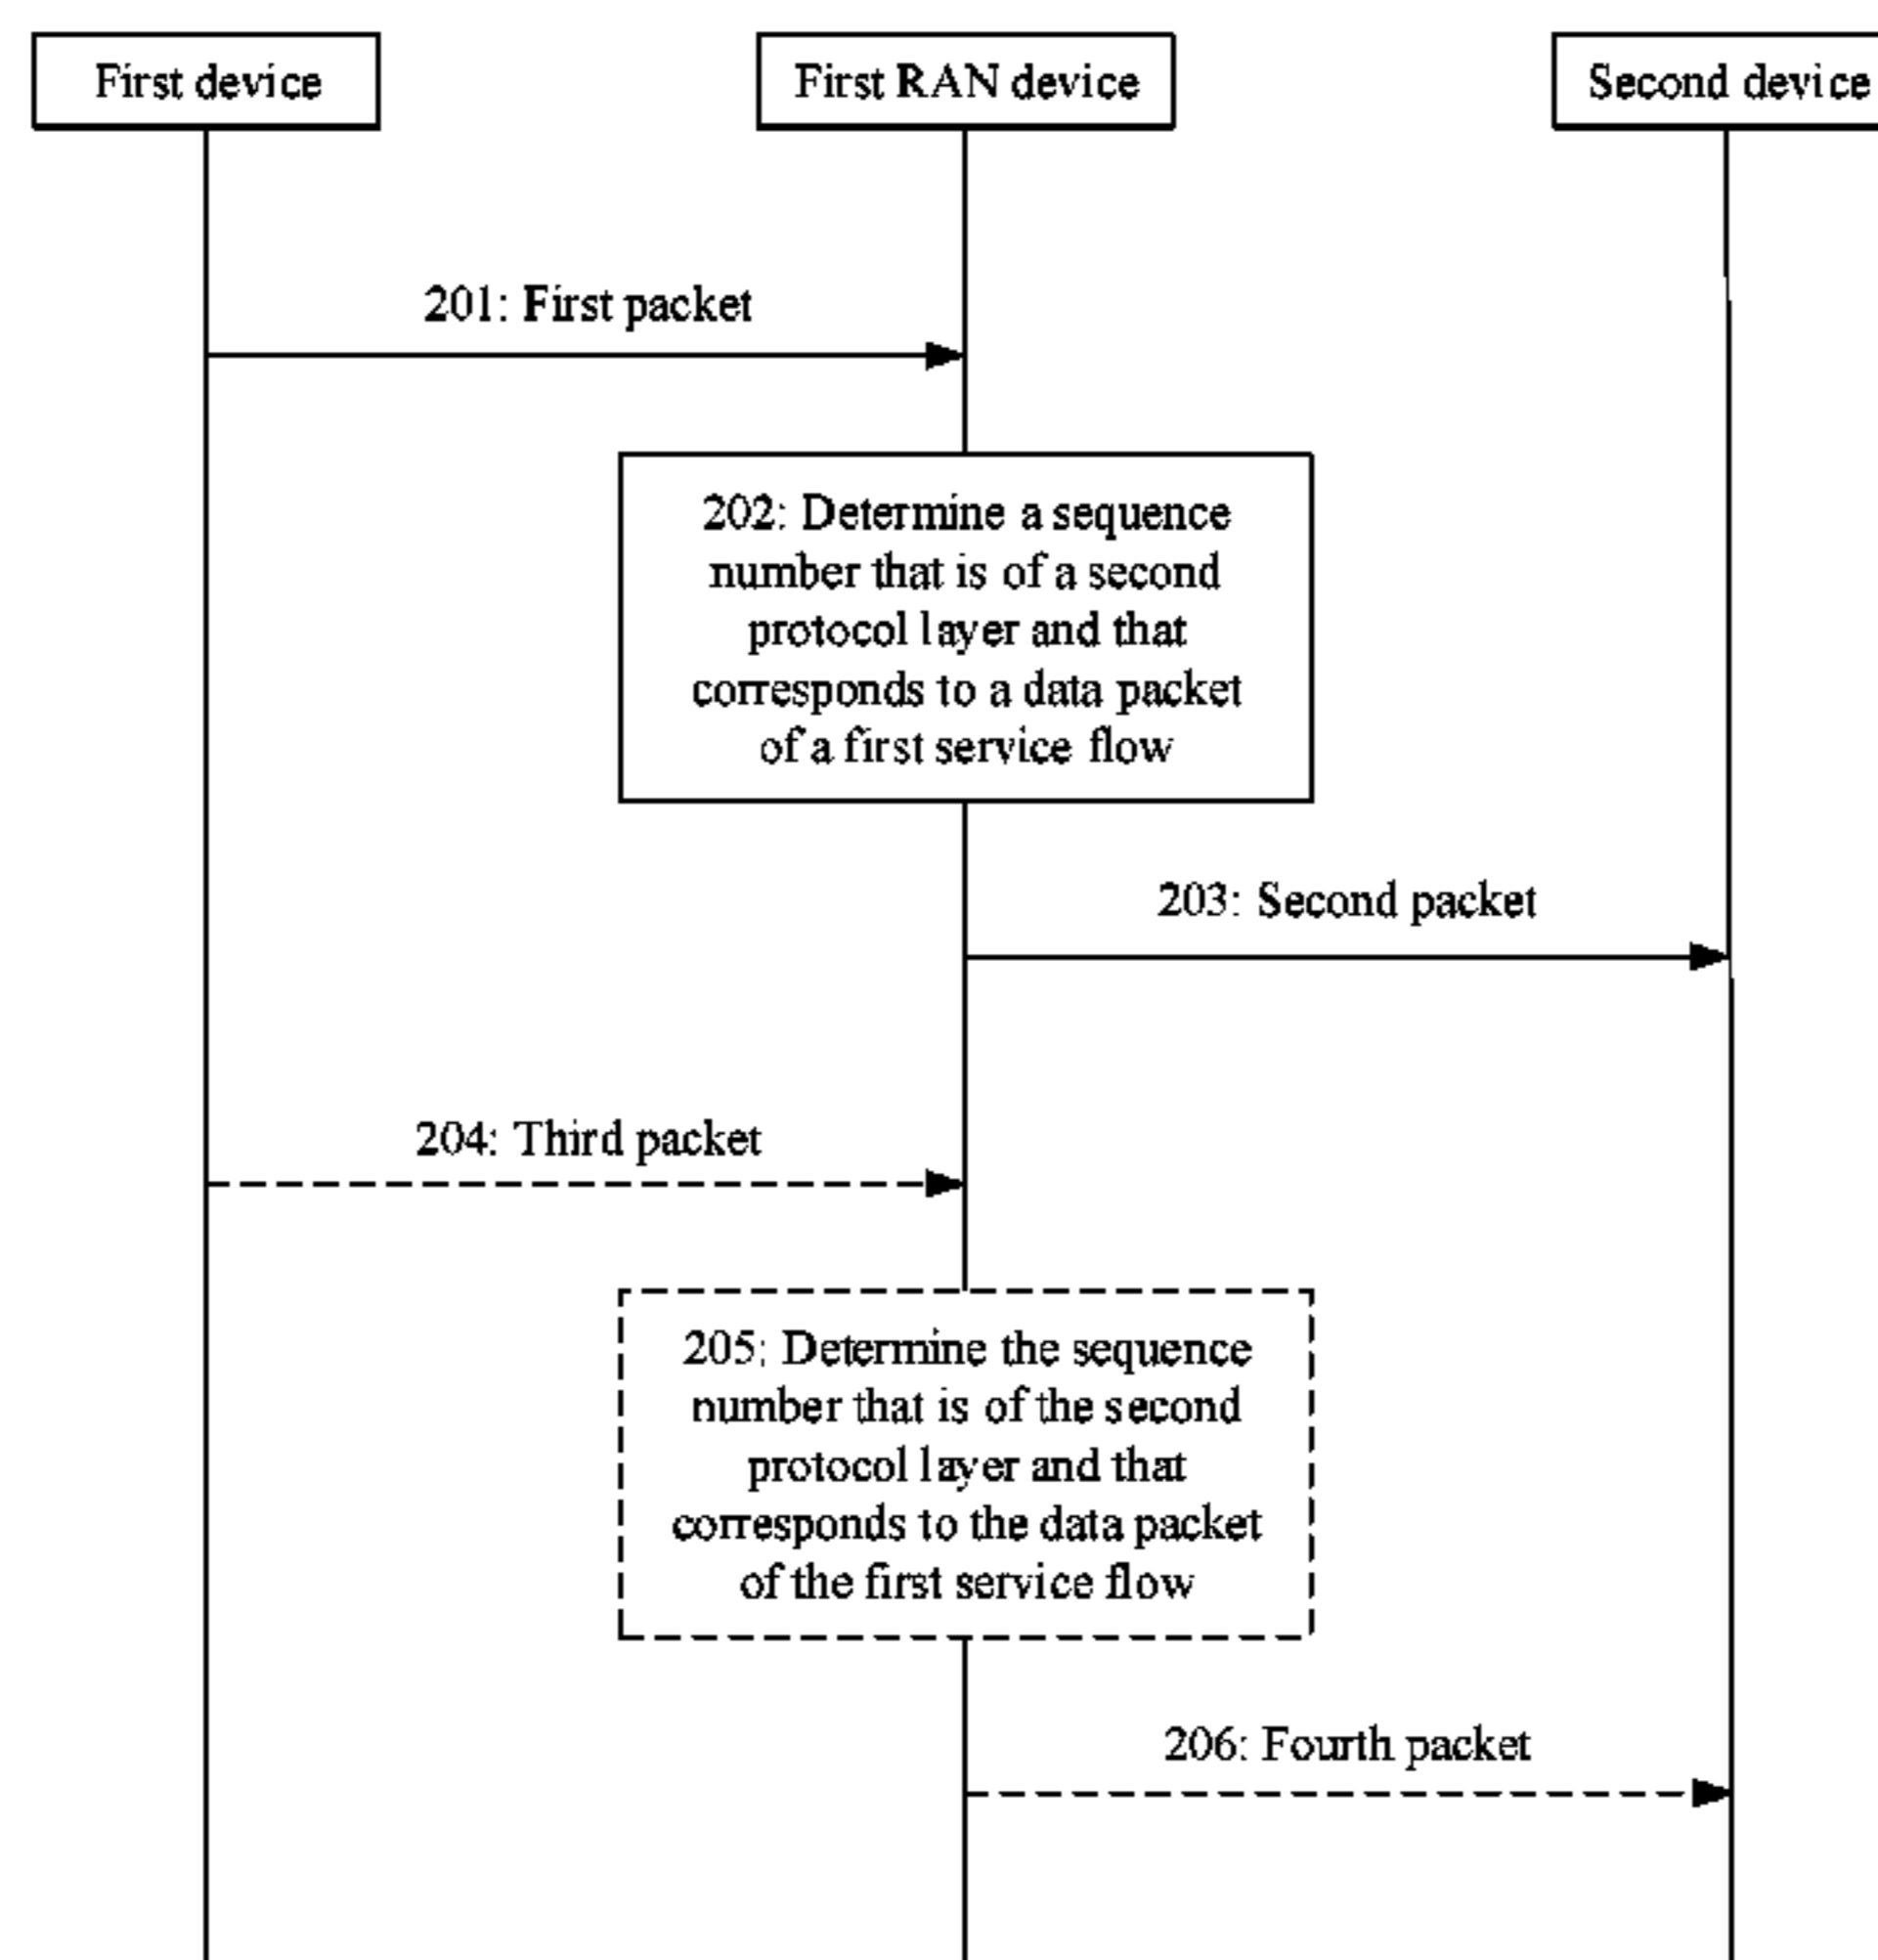 First device
First RAN device
Second device
201: First packet
202: Determine a sequence
number that is of a second
protocol layer and that
corresponds to a data packet
of a first service flow
203: Second packet
204: Third packet
205: Determine the sequence
number that is of the second
protocol layer and that
corresponds to the data packet
of the first service flow
206: Fourth packet